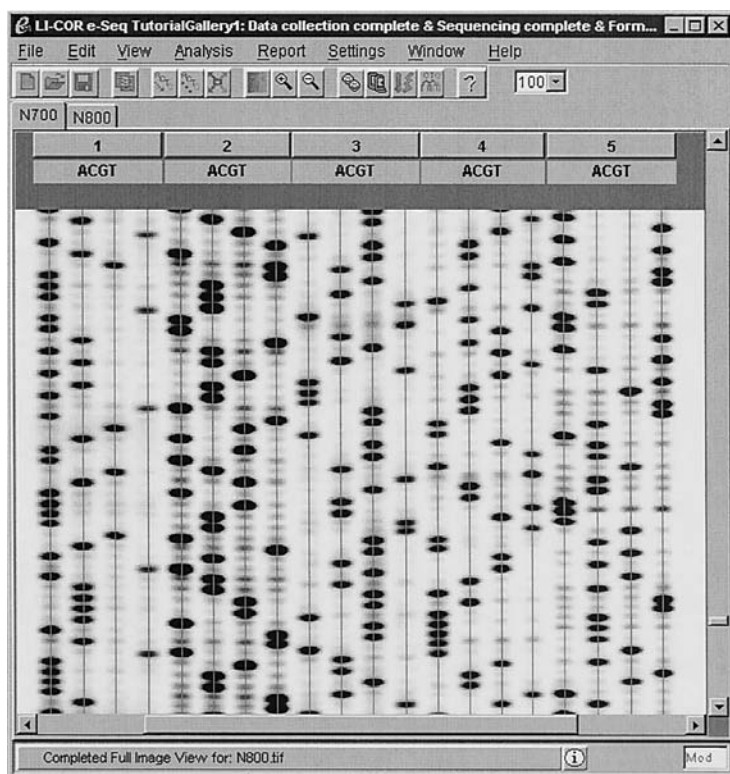 LI-COR e-Seq TutorialGallery1: Data collection complete & Sequencing complete & Form...
File Edit View Analysis Report Settings Window Help
100
N700 N800
1 2 3 4 5
ACGT ACGT ACGT ACGT ACGT
Completed Full Image View for: N800.tif
Mod